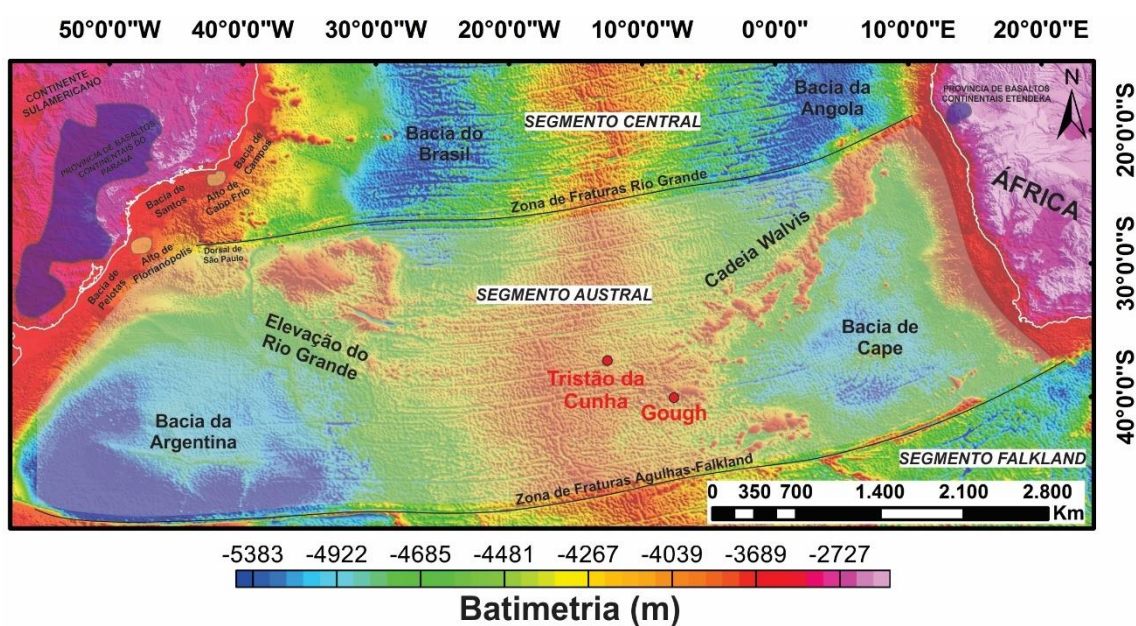 50°0'0"W 40°0'0"W 30°0'0"W 20°0'0"W 10°0'0"W 0°0'0"E 10°0'0"E 20°0'0"E
CONTINENTE
SULAMERICANO
PROVÍNCIA DE BASALTOS
CONTINENTAIS DO
PARANÁ
Bacia de
Campos
Alto de
Cabo Frio
Bacia de
Santos
Alto de
Florianopolis
Bacia de
Pelotas
Dorsal de
São Paulo
Bacia do
Brasil
SEGMENTO CENTRAL
Bacia da
Angola
PROVINCIA DE BASALTOS
CONTINENTAIS ETENDEKA
N
ÁFRICA
Zona de Fraturas Rio Grande
Cadeia Walvis
SEGMENTO AUSTRAL
Elevação do
Rio Grande
Bacia de
Cape
Tristão da
Cunha
Gough
Bacia da
Argentina
Zona de Fraturas Agulhas-Falkland
SEGMENTO FALKLAND
0 350 700 1.400 2.100 2.800
Km
20°0'0"S
30°0'0"S
40°0'0"S
-5383 -4922 -4685 -4481 -4267 -4039 -3689 -2727
Batimetria (m)